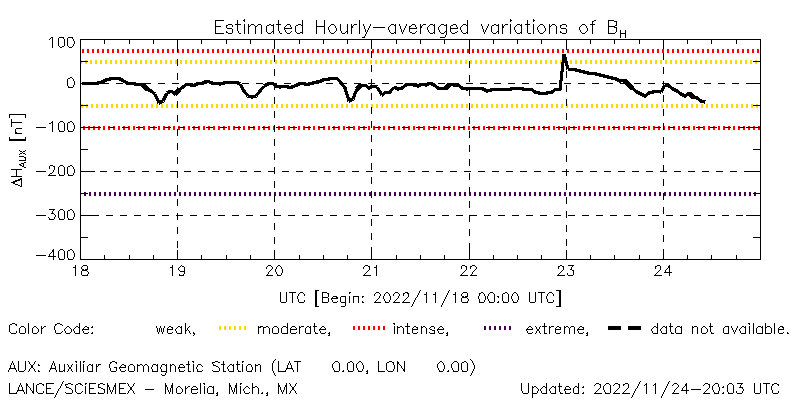 Estimated Hourly-averaged variations of BH
100
0
-100
-200
-300
-400
ΔHAUX [nT]
18 19 20 21 22 23 24
UTC [Begin: 2022/11/18 00:00 UTC]
Color Code: weak, moderate, intense, extreme, data not available.
AUX: Auxiliar Geomagnetic Station (LAT 0.00, LON 0.00)
LANCE/SCiESMEX - Morelia, Mich., MX Updated: 2022/11/24-20:03 UTC